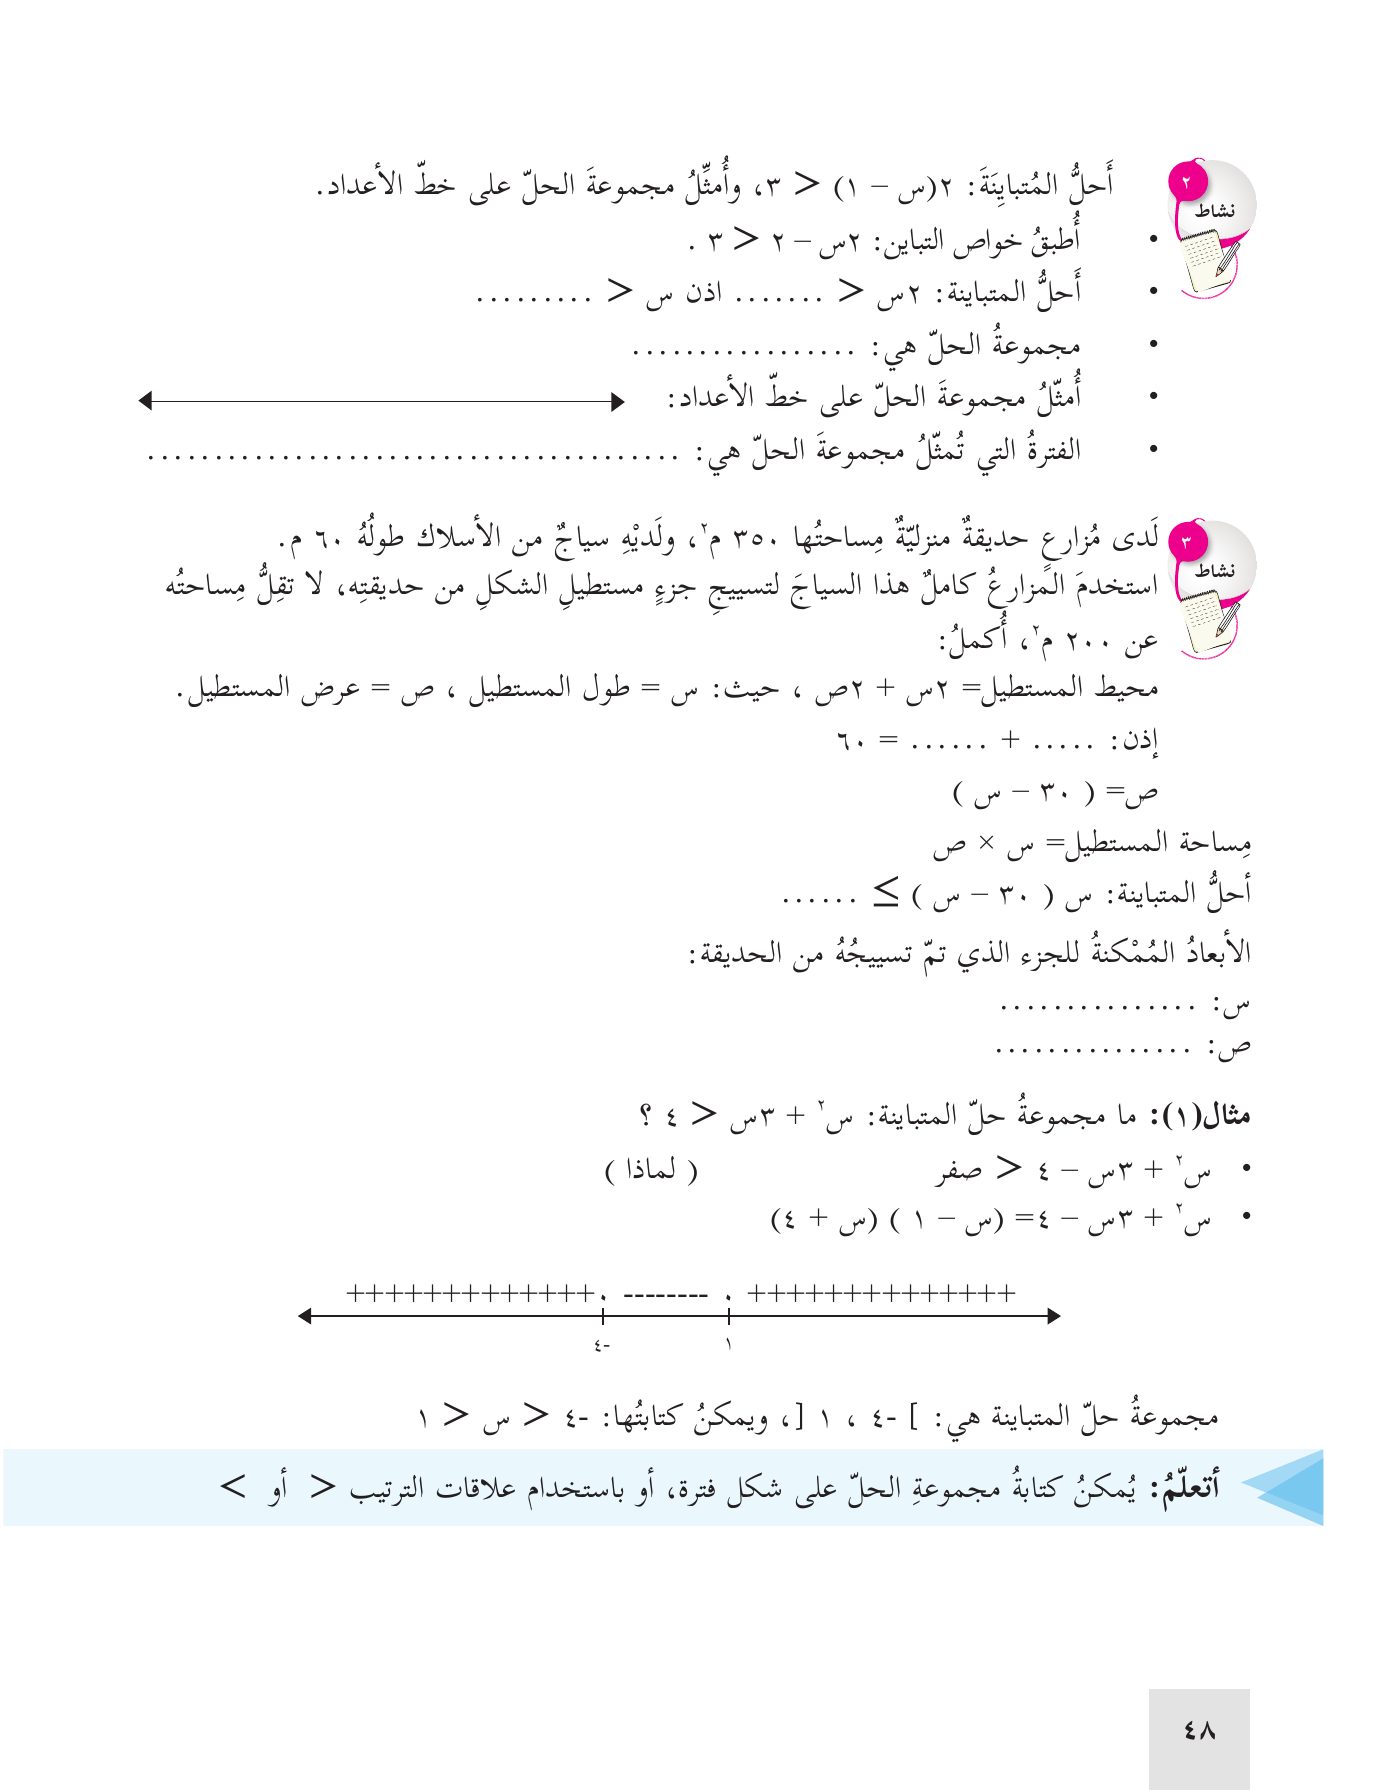 ٢
نشاط
أَحلُّ المُتباينَةَ: ٢(س – ١) < ٣، وأُمثِّلُ مجموعةَ الحلّ على خطّ الأعداد.
• أُطبقُ خواص التباين: ٢س – ٢ < ٣ .
• أَحلُّ المتباينة: ٢س < ....... اذن س < .........
• مجموعةُ الحلّ هي: .................
• أُمثّلُ مجموعةَ الحلّ على خطّ الأعداد:
• الفترةُ التي تُمثّلُ مجموعةَ الحلّ هي: ........................................
٣
نشاط
لَدى مُزارعٍ حديقةٌ منزليّةٌ مِساحتُها ٣٥٠ م٢، ولَديْهِ سياجٌ من الأسلاك طولُهُ ٦٠ م.
استخدمَ المزارعُ كاملٌ هذا السياجَ لتسييجِ جزءٍ مستطيلِ الشكلِ من حديقتِه، لا تقِلُّ مِساحتُه
عن ٢٠٠ م٢، أُكملُ:
محيط المستطيل= ٢س + ٢ص ، حيث: س = طول المستطيل ، ص = عرض المستطيل.
إذن: ..... + ...... = ٦٠
ص= ( ٣٠ – س )
مِساحة المستطيل= س × ص
أحلُّ المتباينة: س ( ٣٠ – س ) ≥ ......
الأبعادُ المُمْكنةُ للجزء الذي تمّ تسييجُهُ من الحديقة:
س: ...............
ص: ...............
مثال(١): ما مجموعةُ حلّ المتباينة: س٢ + ٣س < ٤ ؟
• س٢ + ٣س – ٤ < صفر ( لماذا )
• س٢ + ٣س – ٤= (س – ١ ) (س + ٤)
++++++++++++++ ٠ -------- ٠ +++++++++++++
١ -٤
مجموعةُ حلّ المتباينة هي: ] -٤ ، ١ [، ويمكنُ كتابتُها: -٤ < س < ١
أتعلّمُ: يُمكنُ كتابةُ مجموعةِ الحلّ على شكل فترة، أو باستخدام علاقات الترتيب < أو >
٤٨